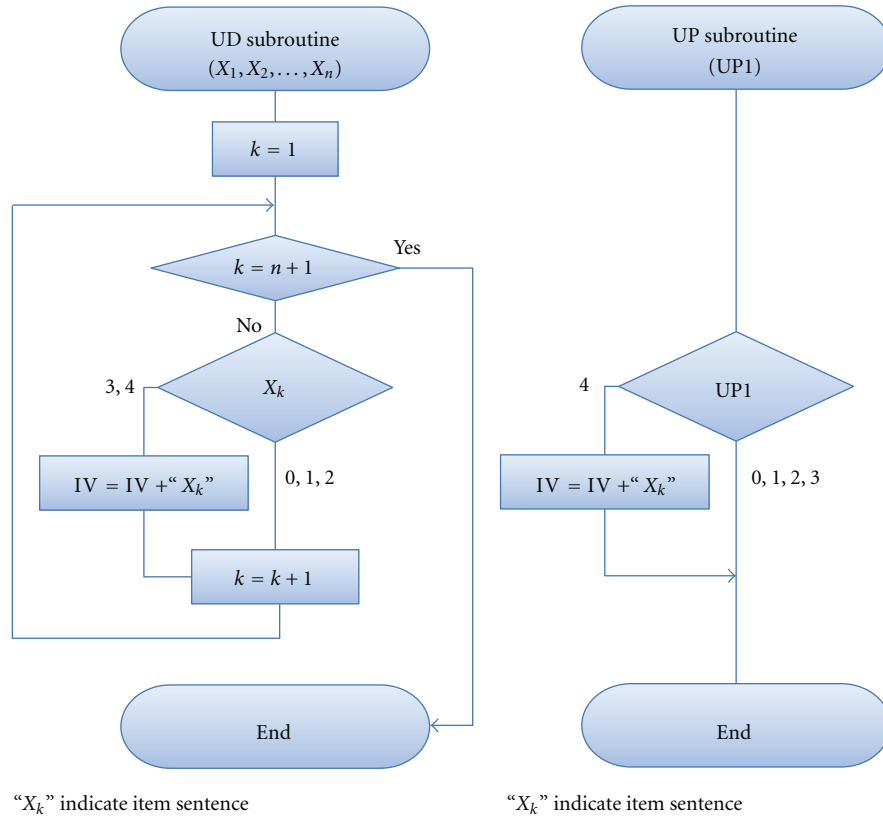 UD subroutine
(X₁, X₂, . . . , Xₙ)
k = 1
k = n + 1
Yes
No
Xₖ
3, 4
0, 1, 2
IV = IV +“ Xₖ”
k = k + 1
End
“Xₖ” indicate item sentence
UP subroutine
(UP1)
UP1
4
0, 1, 2, 3
IV = IV +“ Xₖ”
End
“Xₖ” indicate item sentence